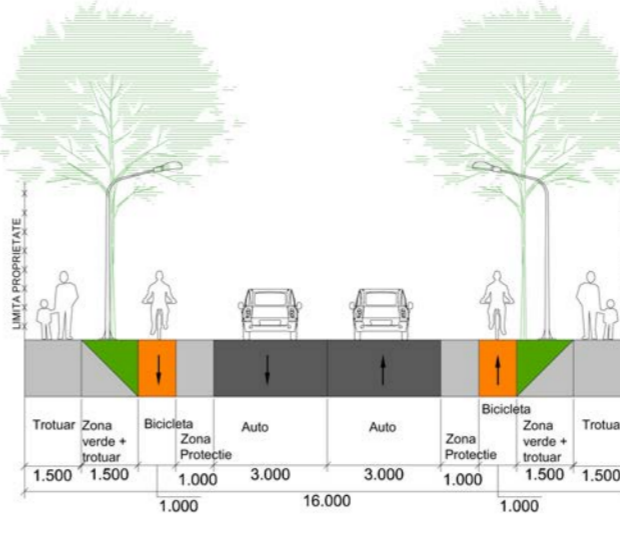 LIMITA PROPRIETATE
Trotuar
Zona
verde +
trotuar
Bicicleta
Zona
Protectie
Auto
Auto
Zona
Protectie
Bicicleta
Zona
verde +
trotuar
Trotua
1.500
1.500
1.000
3.000
3.000
1.000
1.500
1.500
1.000
16.000
1.000